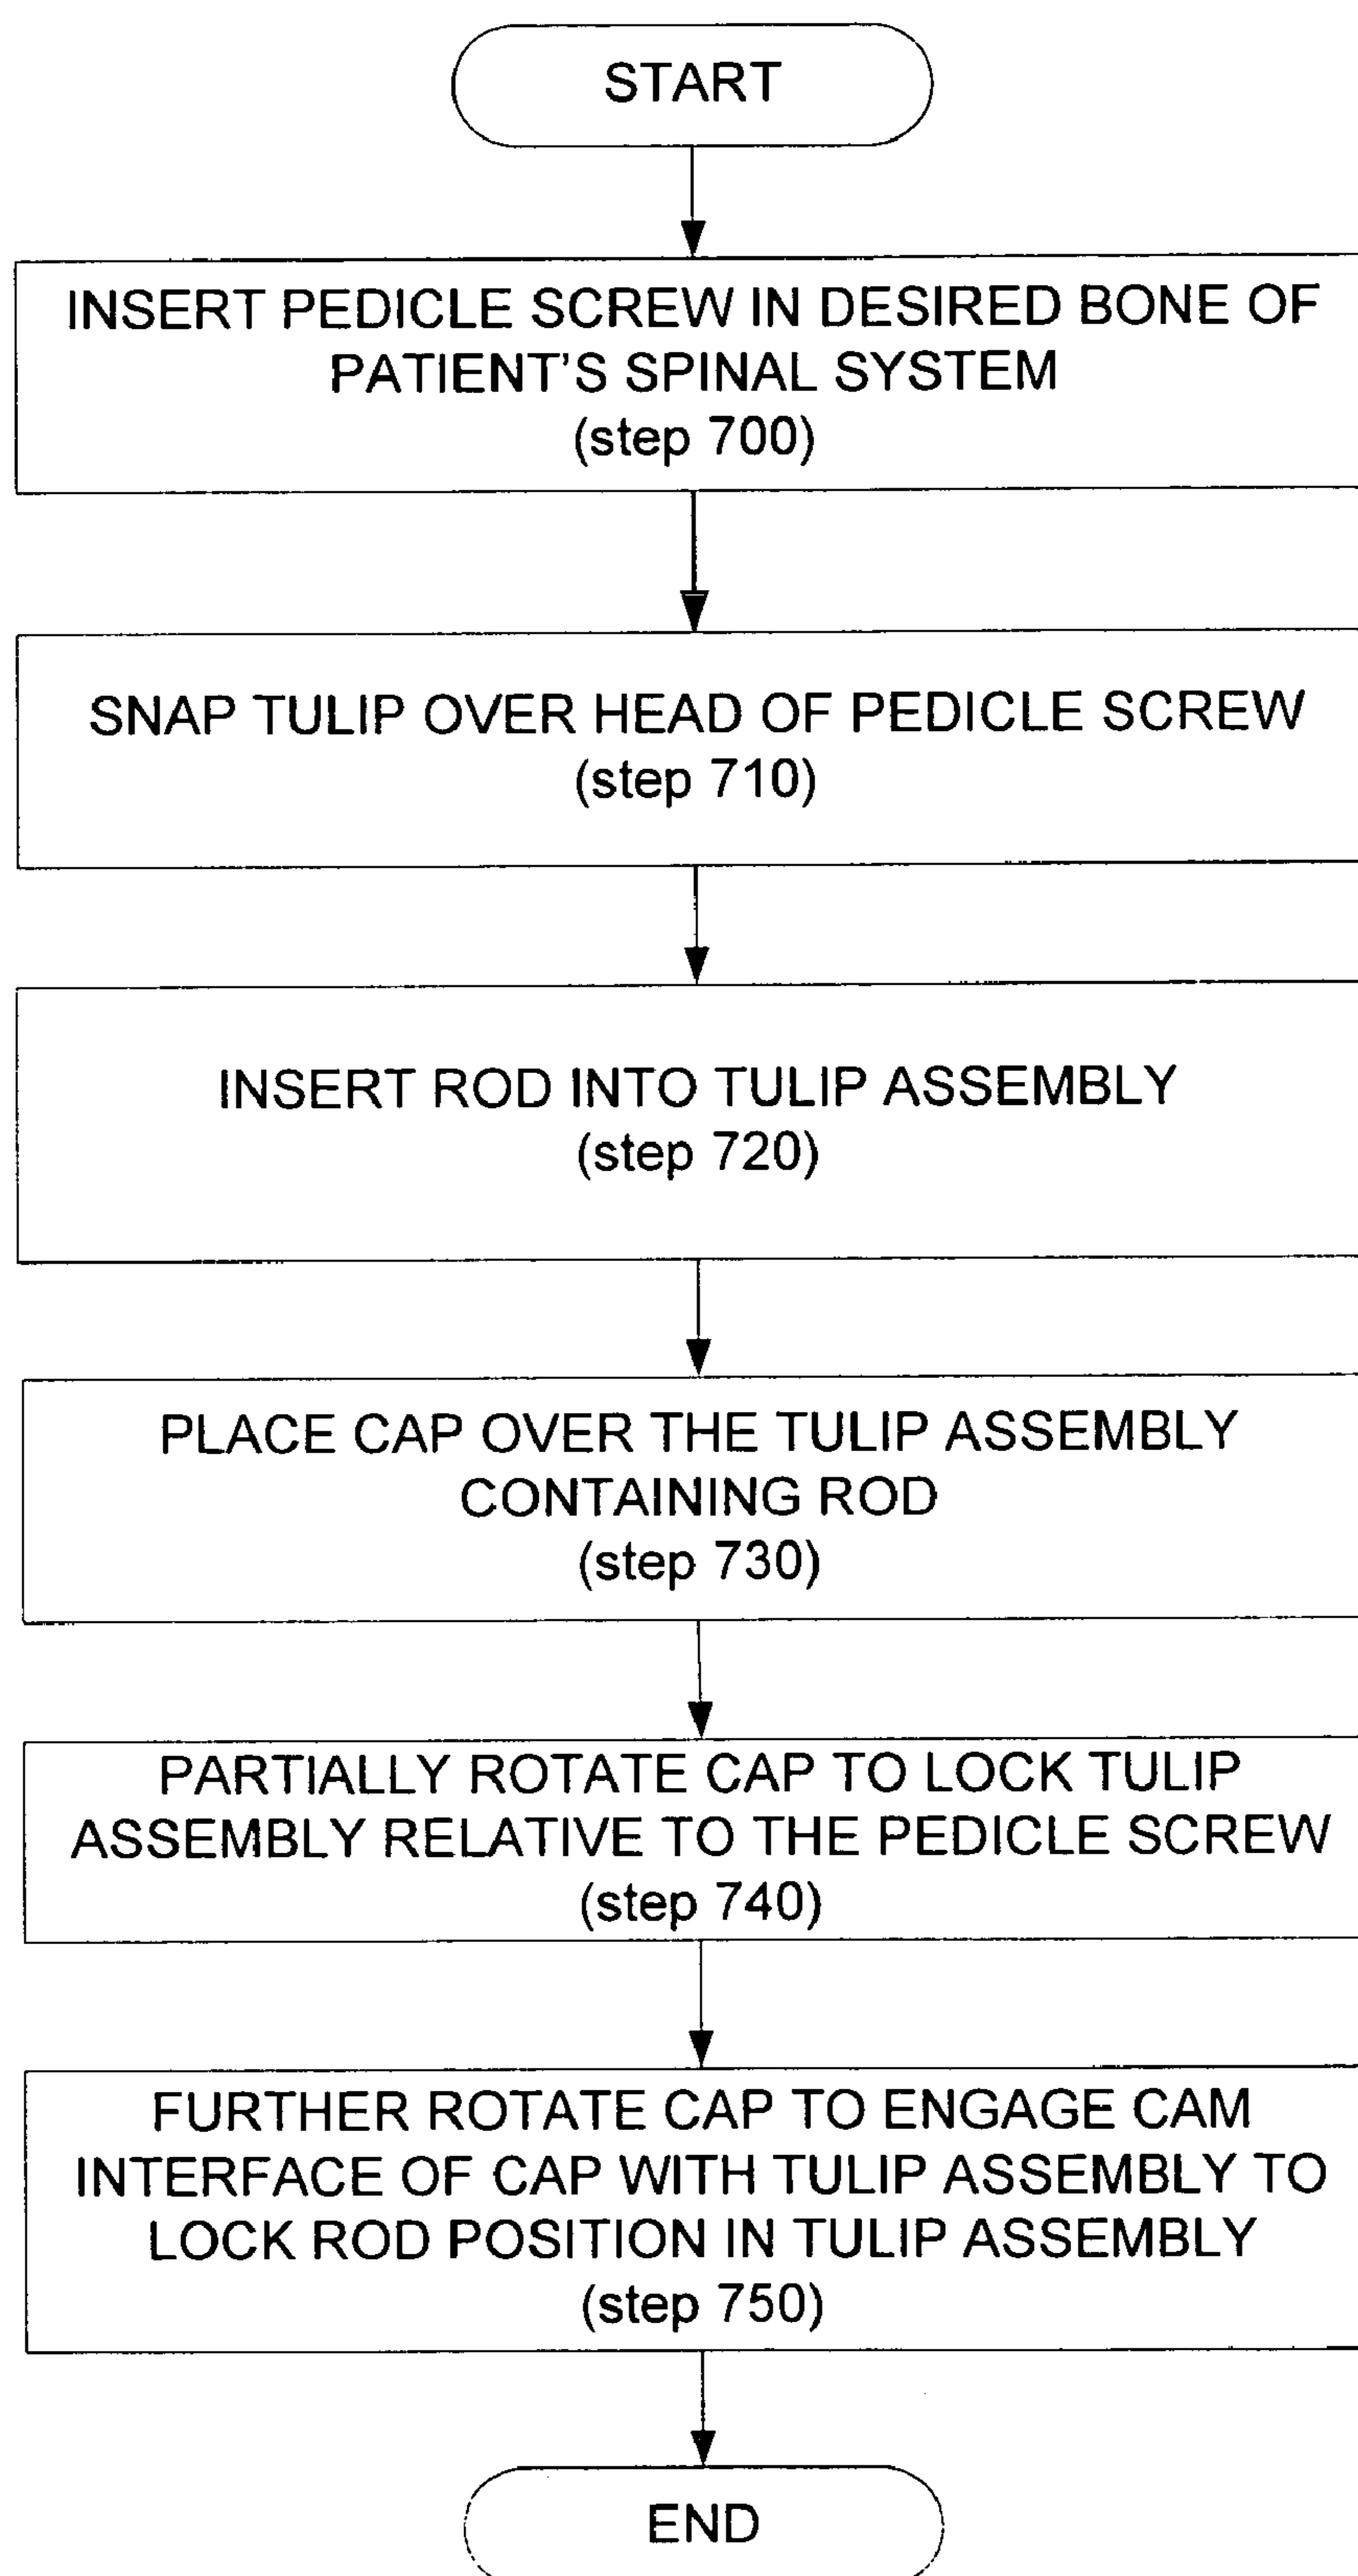 START
INSERT PEDICLE SCREW IN DESIRED BONE OF
PATIENT'S SPINAL SYSTEM
(step 700)
SNAP TULIP OVER HEAD OF PEDICLE SCREW
(step 710)
INSERT ROD INTO TULIP ASSEMBLY
(step 720)
PLACE CAP OVER THE TULIP ASSEMBLY
CONTAINING ROD
(step 730)
PARTIALLY ROTATE CAP TO LOCK TULIP
ASSEMBLY RELATIVE TO THE PEDICLE SCREW
(step 740)
FURTHER ROTATE CAP TO ENGAGE CAM
INTERFACE OF CAP WITH TULIP ASSEMBLY TO
LOCK ROD POSITION IN TULIP ASSEMBLY
(step 750)
END